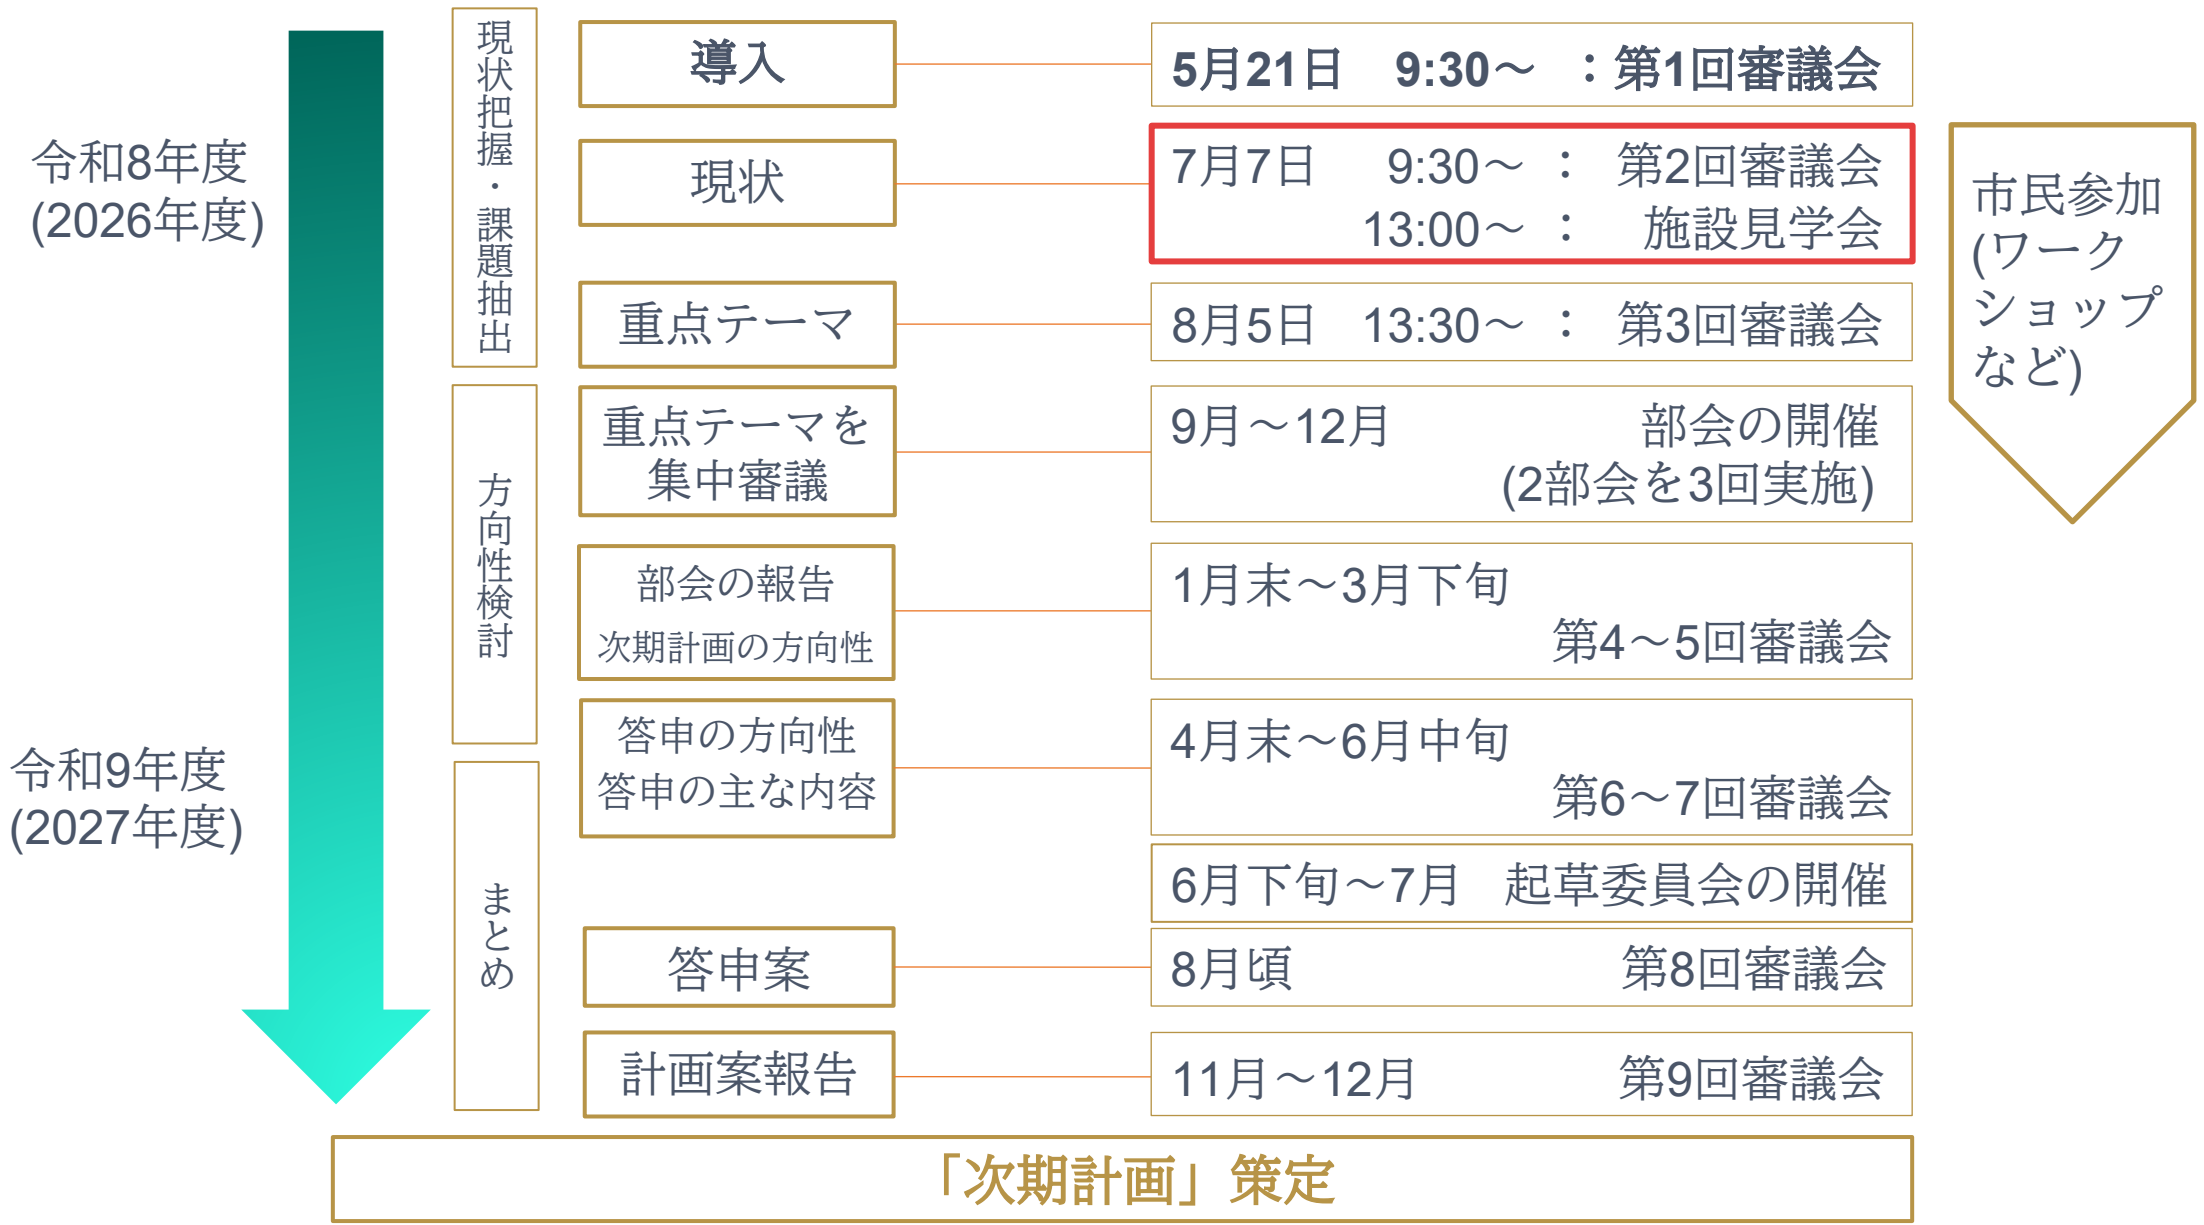 令和8年度
(2026年度)
令和9年度
(2027年度)
現状把握・課題抽出
方向性検討
まとめ
導入
5月21日 9:30～ ：第1回審議会
現状
7月7日 9:30～ ： 第2回審議会
13:00～ ： 施設見学会
重点テーマ
8月5日 13:30～ ： 第3回審議会
重点テーマを
集中審議
9月～12月 部会の開催
(2部会を3回実施)
部会の報告
次期計画の方向性
1月末～3月下旬
第4～5回審議会
答申の方向性
答申の主な内容
4月末～6月中旬
第6～7回審議会
6月下旬～7月 起草委員会の開催
答申案
8月頃 第8回審議会
計画案報告
11月～12月 第9回審議会
市民参加
(ワーク
ショップ
など)
「次期計画」策定